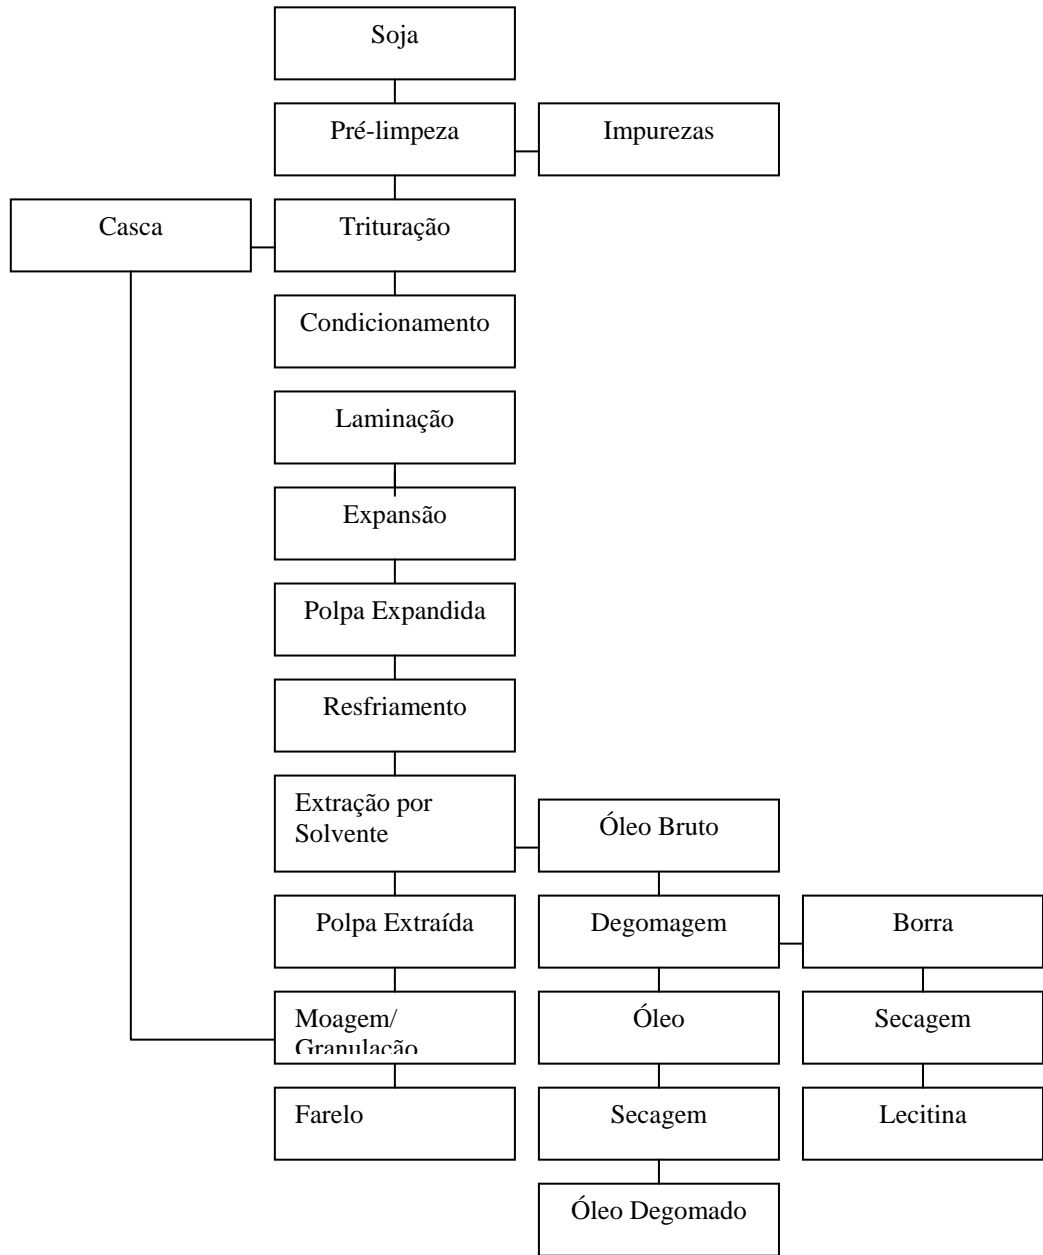 Soja
Pré-limpeza
Impurezas
Casca
Trituração
Condicionamento
Laminação
Expansão
Polpa Expandida
Resfriamento
Extração por
Solvente
Óleo Bruto
Polpa Extraída
Degomagem
Borra
Moagem/
Granulação
Óleo
Secagem
Farelo
Secagem
Lecitina
Óleo Degomado